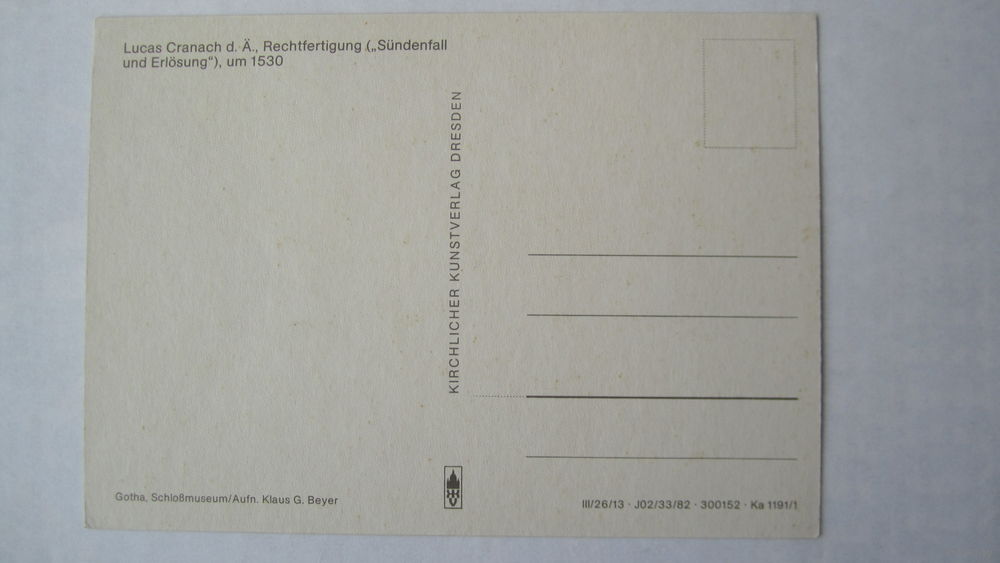 Lucas Cranach d. Ä., Rechtfertigung („Sündenfall
und Erlösung“), um 1530
KIRCHLICHER KUNSTVERLAG DRESDEN
Gotha, Schloßmuseum/Aufn. Klaus G. Beyer
III/26/13 · J02/33/82 · 300152 · Ka 1191/1